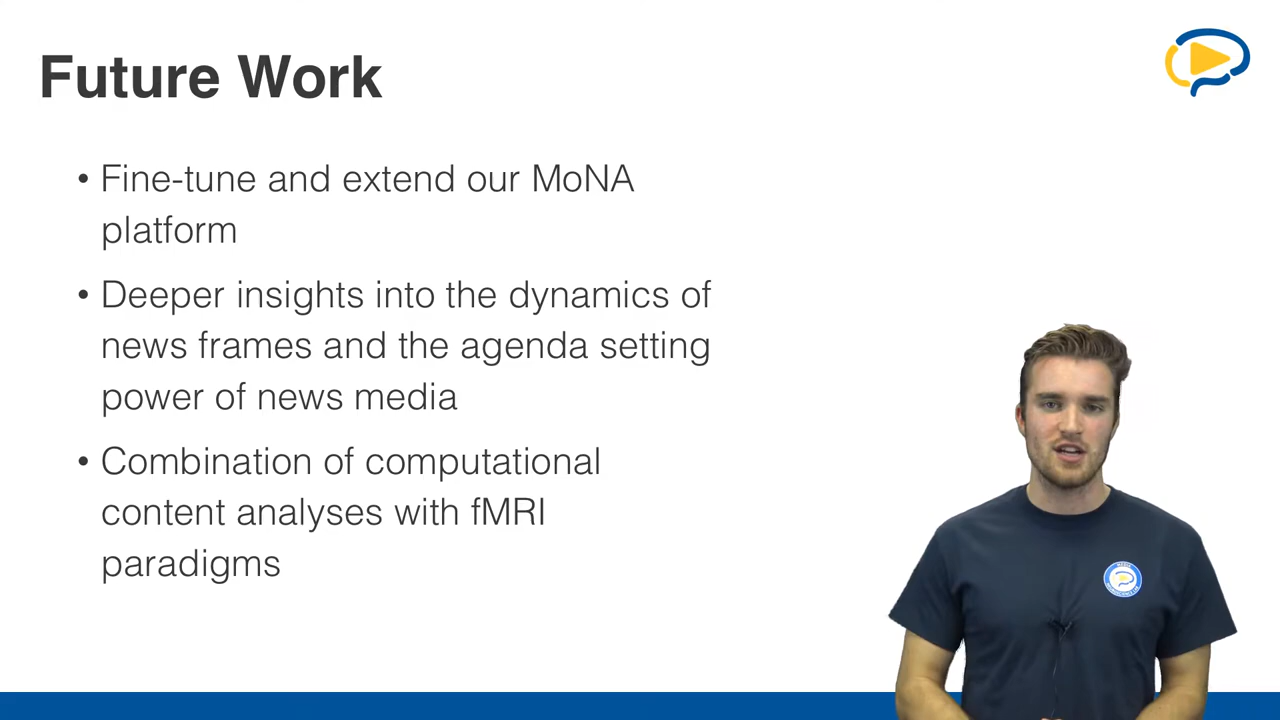 Future Work
• Fine-tune and extend our MoNA
platform
• Deeper insights into the dynamics of
news frames and the agenda setting
power of news media
• Combination of computational
content analyses with fMRI
paradigms